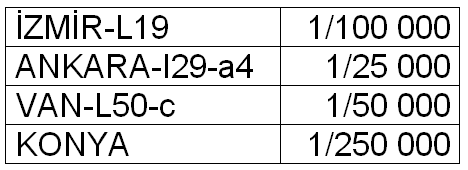 İZMİR-L19 1/100 000
ANKARA-I29-a4 1/25 000
VAN-L50-c 1/50 000
KONYA 1/250 000